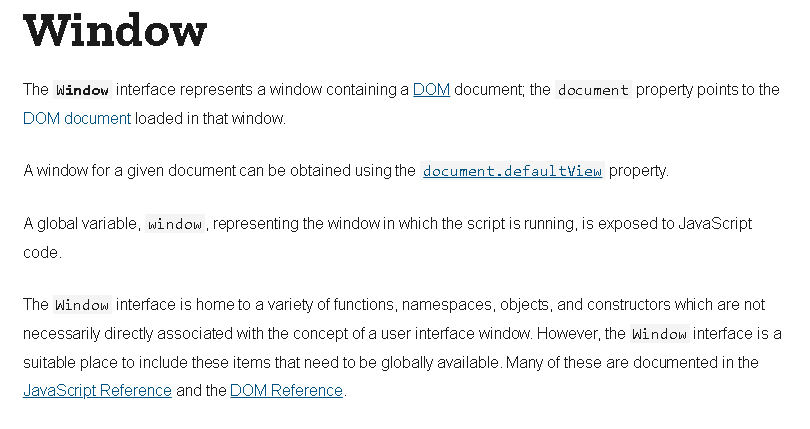 Window
The Window interface represents a window containing a DOM document; the document property points to the
DOM document loaded in that window.
A window for a given document can be obtained using the document.defaultView property.
A global variable, window, representing the window in which the script is running, is exposed to JavaScript
code.
The Window interface is home to a variety of functions, namespaces, objects, and constructors which are not
necessarily directly associated with the concept of a user interface window. However, the Window interface is a
suitable place to include these items that need to be globally available. Many of these are documented in the
JavaScript Reference and the DOM Reference.